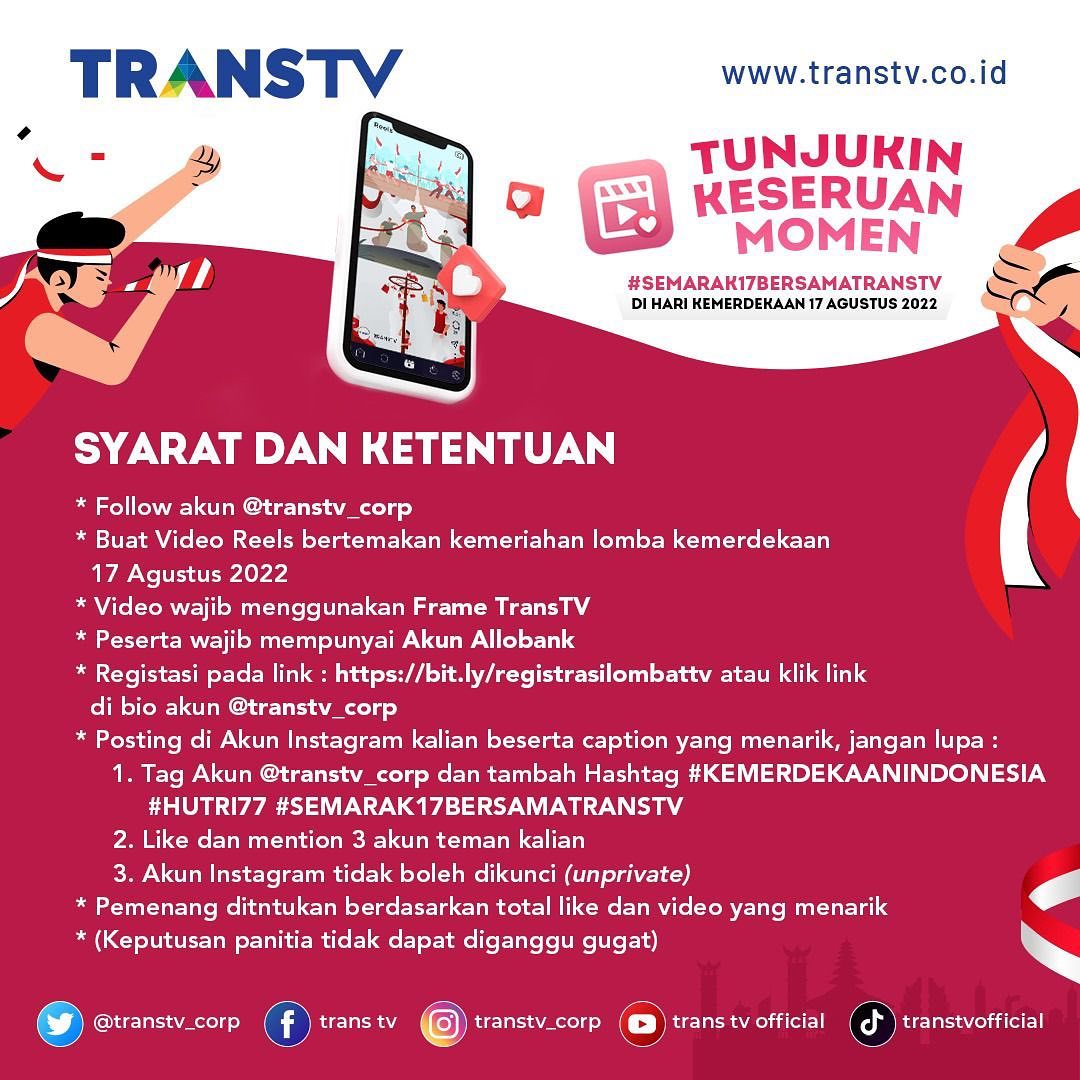 TRANSTV
www.transtv.co.id
Reels
TUNJUKIN
KESERUAN
MOMEN
#SEMARAK17BERSAMATRANSTV
DI HARI KEMERDEKAAN 17 AGUSTUS 2022
SYARAT DAN KETENTUAN
* Follow akun @transtv_corp
* Buat Video Reels bertemakan kemeriahan lomba kemerdekaan
17 Agustus 2022
* Video wajib menggunakan Frame TransTV
* Peserta wajib mempunyai Akun Allobank
* Registasi pada link : https://bit.ly/registrasilombattv atau klik link
di bio akun @transtv_corp
* Posting di Akun Instagram kalian beserta caption yang menarik, jangan lupa :
1. Tag Akun @transtv_corp dan tambah Hashtag #KEMERDEKAANINDONESIA
#HUTRI77 #SEMARAK17BERSAMATRANSTV
2. Like dan mention 3 akun teman kalian
3. Akun Instagram tidak boleh dikunci (unprivate)
* Pemenang ditntukan berdasarkan total like dan video yang menarik
* (Keputusan panitia tidak dapat diganggu gugat)
@transtv_corp
trans tv
transtv_corp
trans tv official
transtvofficial